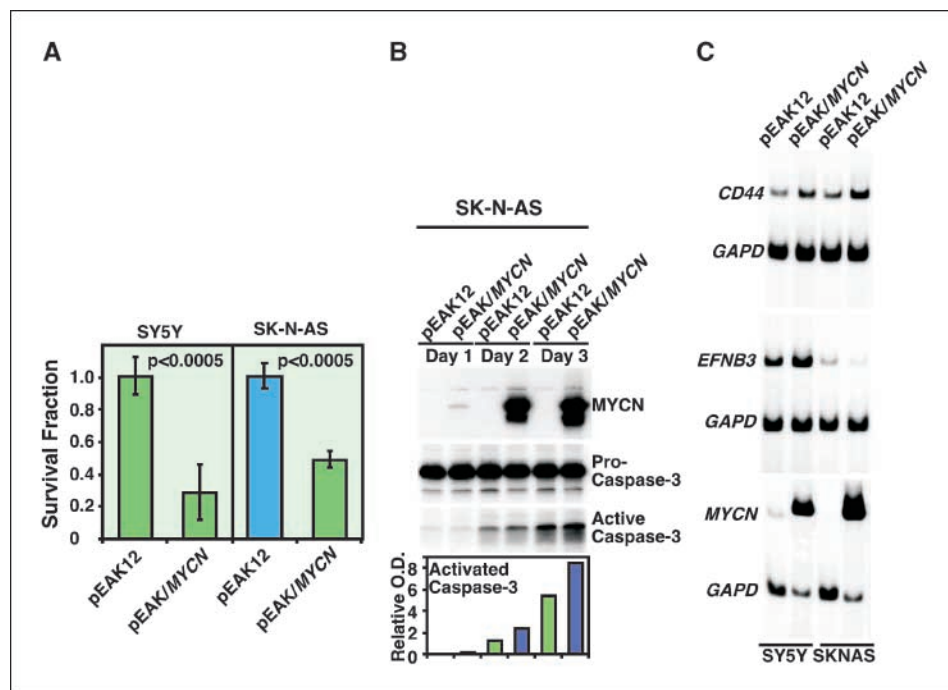 A
SY5Y
SK-N-AS
p<0.0005
p<0.0005
Survival Fraction
1.0
0.8
0.6
0.4
0.2
0
pEAK12
pEAK/MYCN
pEAK12
pEAK/MYCN
B
SK-N-AS
pEAK12
pEAK/MYCN
pEAK12
pEAK/MYCN
pEAK12
pEAK/MYCN
Day 1
Day 2
Day 3
MYCN
Pro-
Caspase-3
Active
Caspase-3
Activated
Caspase-3
Relative O.D.
8
6
4
2
0
C
pEAK12
pEAK/MYCN
pEAK12
pEAK/MYCN
CD44
GAPD
EFNB3
GAPD
MYCN
GAPD
SY5Y
SKNAS